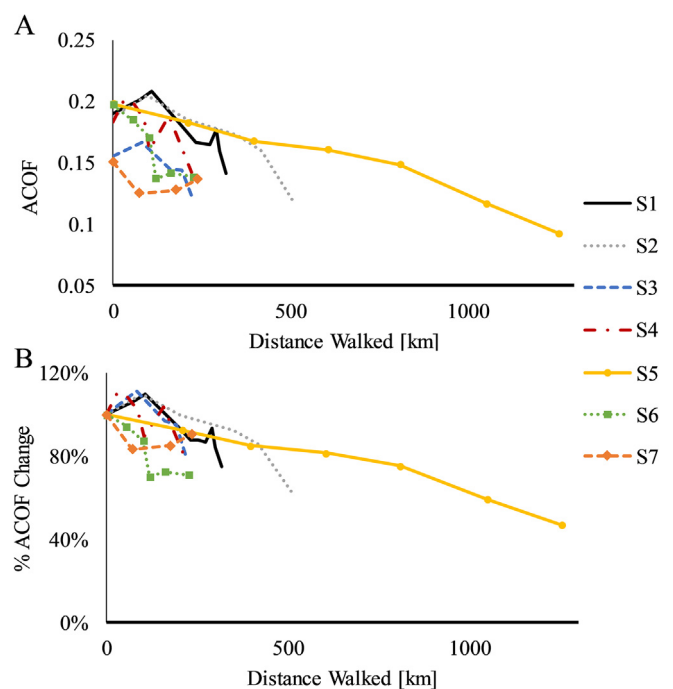 A
0.25
0.2
0.15
0.1
0.05
ACOF
0 500 1000
Distance Walked [km]
S1
S2
S3
S4
S5
S6
S7
B
120%
80%
40%
0%
% ACOF Change
0 500 1000
Distance Walked [km]